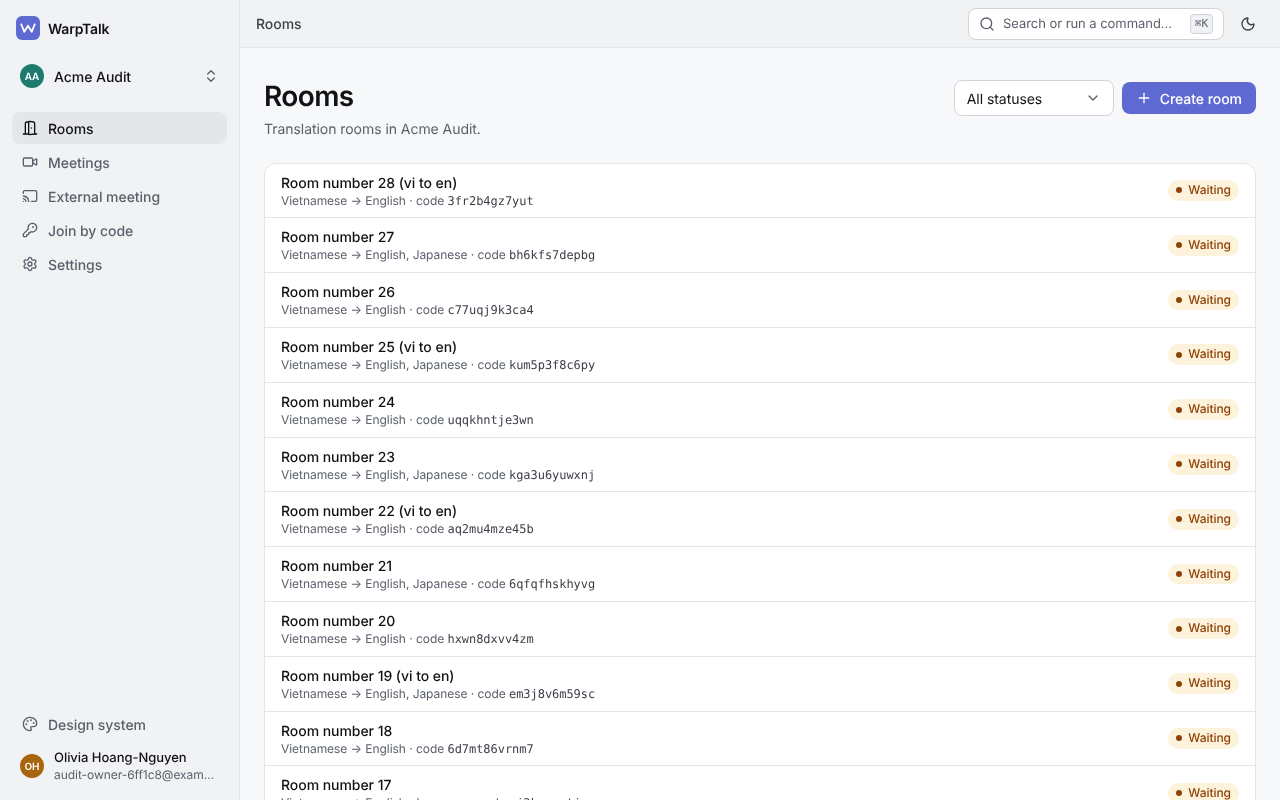 WarpTalk
Rooms
Search or run a command...
⌘K
AA
Acme Audit
Rooms
Meetings
External meeting
Join by code
Settings
Rooms
Translation rooms in Acme Audit.
All statuses
Create room
Room number 28 (vi to en)
Vietnamese → English · code 3fr2b4gz7yut
Waiting
Room number 27
Vietnamese → English, Japanese · code bh6kfs7depbg
Waiting
Room number 26
Vietnamese → English · code c77uqj9k3ca4
Waiting
Room number 25 (vi to en)
Vietnamese → English, Japanese · code kum5p3f8c6py
Waiting
Room number 24
Vietnamese → English · code uqqkhntje3wn
Waiting
Room number 23
Vietnamese → English, Japanese · code kga3u6yuwxnj
Waiting
Room number 22 (vi to en)
Vietnamese → English · code aq2mu4mze45b
Waiting
Room number 21
Vietnamese → English, Japanese · code 6qfqfhskhyvg
Waiting
Room number 20
Vietnamese → English · code hxwn8dxvv4zm
Waiting
Room number 19 (vi to en)
Vietnamese → English, Japanese · code em3j8v6m59sc
Waiting
Room number 18
Vietnamese → English · code 6d7mt86vrnm7
Waiting
Room number 17
Waiting
Design system
OH
Olivia Hoang-Nguyen
audit-owner-6ff1c8@exam...